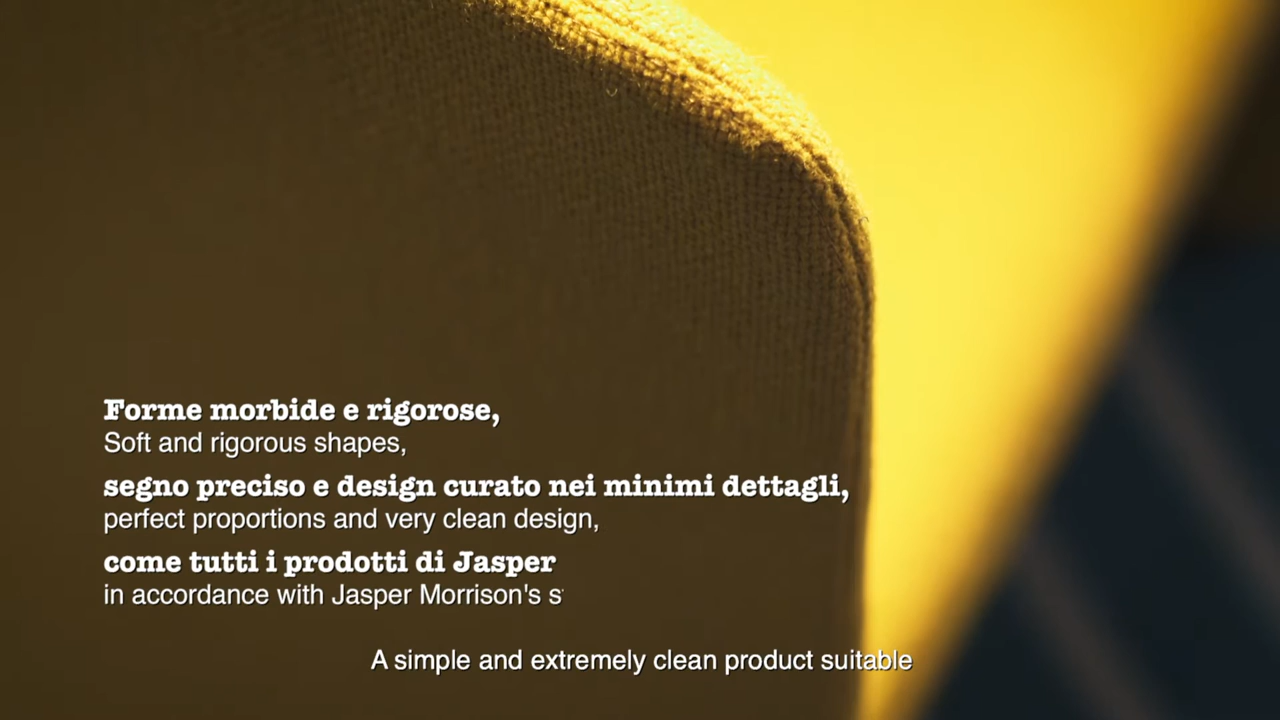 Forme morbide e rigorose,
Soft and rigorous shapes,
segno preciso e design curato nei minimi dettagli,
perfect proportions and very clean design,
come tutti i prodotti di Jasper
in accordance with Jasper Morrison's s
A simple and extremely clean product suitable